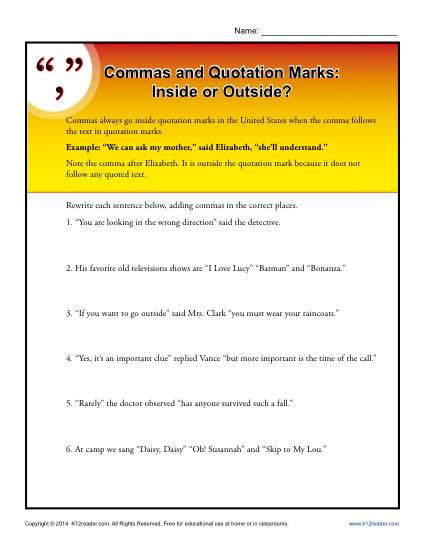 Name:
“ ” ,
Commas and Quotation Marks:
Inside or Outside?
Commas always go inside quotation marks in the United States when the comma follows
the text in quotation marks.
Example: “We can ask my mother,” said Elizabeth, “she’ll understand.”
Note the comma after Elizabeth. It is outside the quotation mark because it does not
follow any quoted text.
Rewrite each sentence below, adding commas in the correct places.
1. “You are looking in the wrong direction” said the detective.
2. His favorite old televisions shows are “I Love Lucy” “Batman” and “Bonanza.”
3. “If you want to go outside” said Mrs. Clark “you must wear your raincoats.”
4. “Yes, it’s an important clue” replied Vance “but more important is the time of the call.”
5. “Rarely” the doctor observed “has anyone survived such a fall.”
6. At camp we sang “Daisy, Daisy” “Oh! Susannah” and “Skip to My Lou.”
Copyright © 2014 K12reader.com. All Rights Reserved. Free for educational use at home or in classrooms. www.k12reader.com